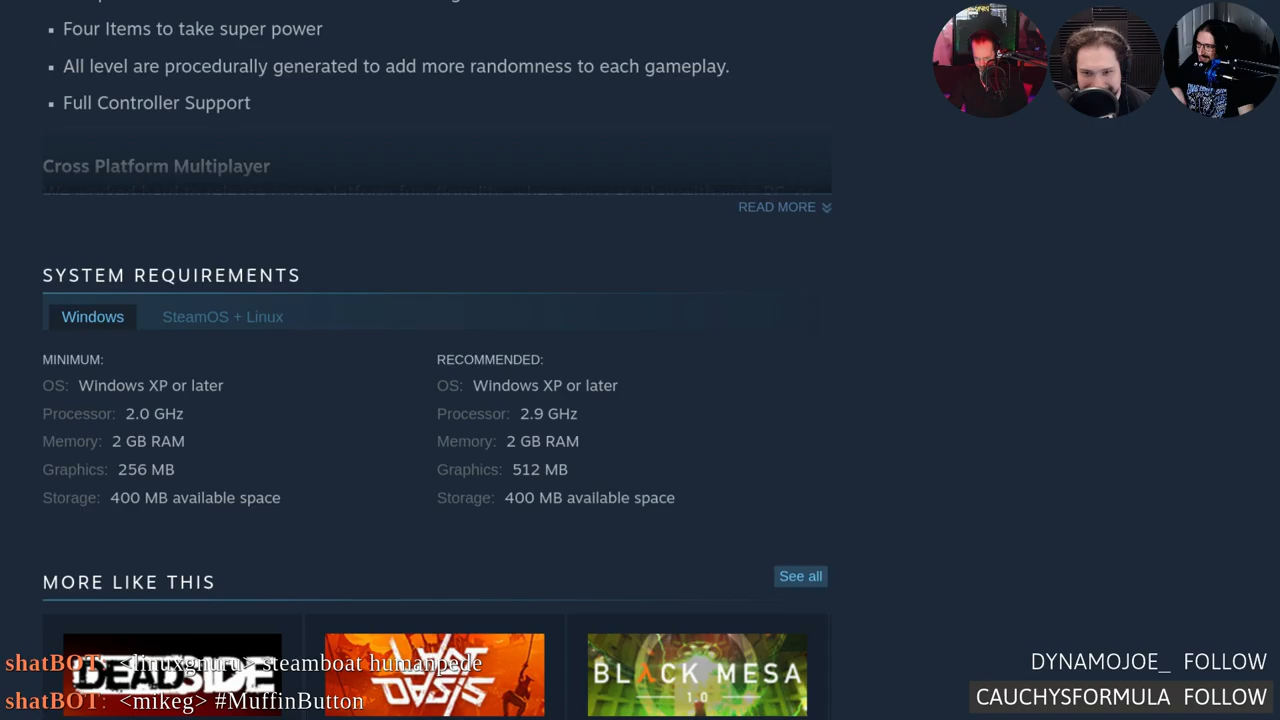 ▪ Four Items to take super power
▪ All level are procedurally generated to add more randomness to each gameplay.
▪ Full Controller Support
Cross Platform Multiplayer
READ MORE
SYSTEM REQUIREMENTS
Windows SteamOS + Linux
MINIMUM:
OS: Windows XP or later
Processor: 2.0 GHz
Memory: 2 GB RAM
Graphics: 256 MB
Storage: 400 MB available space
RECOMMENDED:
OS: Windows XP or later
Processor: 2.9 GHz
Memory: 2 GB RAM
Graphics: 512 MB
Storage: 400 MB available space
MORE LIKE THIS
See all
DEADSIDE
OASIS
BLACK MESA
1.0
shatBOT: <linuxgnuru> steamboat humanpede
shatBOT: <mikeg> #MuffinButton
DYNAMOJOE_ FOLLOW
CAUCHYSFORMULA FOLLOW